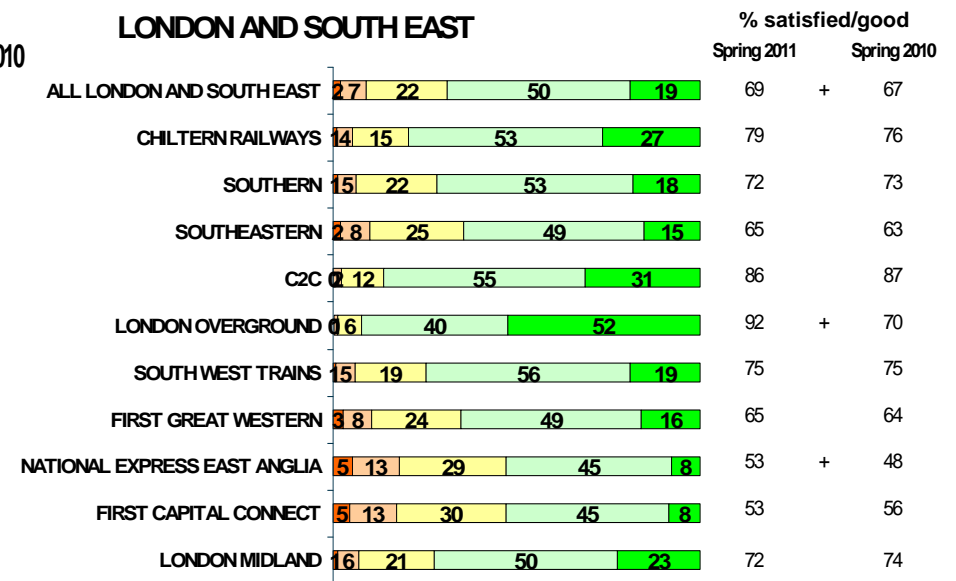 LONDON AND SOUTH EAST % satisfied/good
010 Spring 2011 Spring 2010
ALL LONDON AND SOUTH EAST 2 7 22 50 19 69 + 67
CHILTERN RAILWAYS 1 4 15 53 27 79 76
SOUTHERN 1 5 22 53 18 72 73
SOUTHEASTERN 2 8 25 49 15 65 63
C2C 0 2 12 55 31 86 87
LONDON OVERGROUND 0 1 6 40 52 92 + 70
SOUTH WEST TRAINS 1 5 19 56 19 75 75
FIRST GREAT WESTERN 3 8 24 49 16 65 64
NATIONAL EXPRESS EAST ANGLIA 5 13 29 45 8 53 + 48
FIRST CAPITAL CONNECT 5 13 30 45 8 53 56
LONDON MIDLAND 1 6 21 50 23 72 74